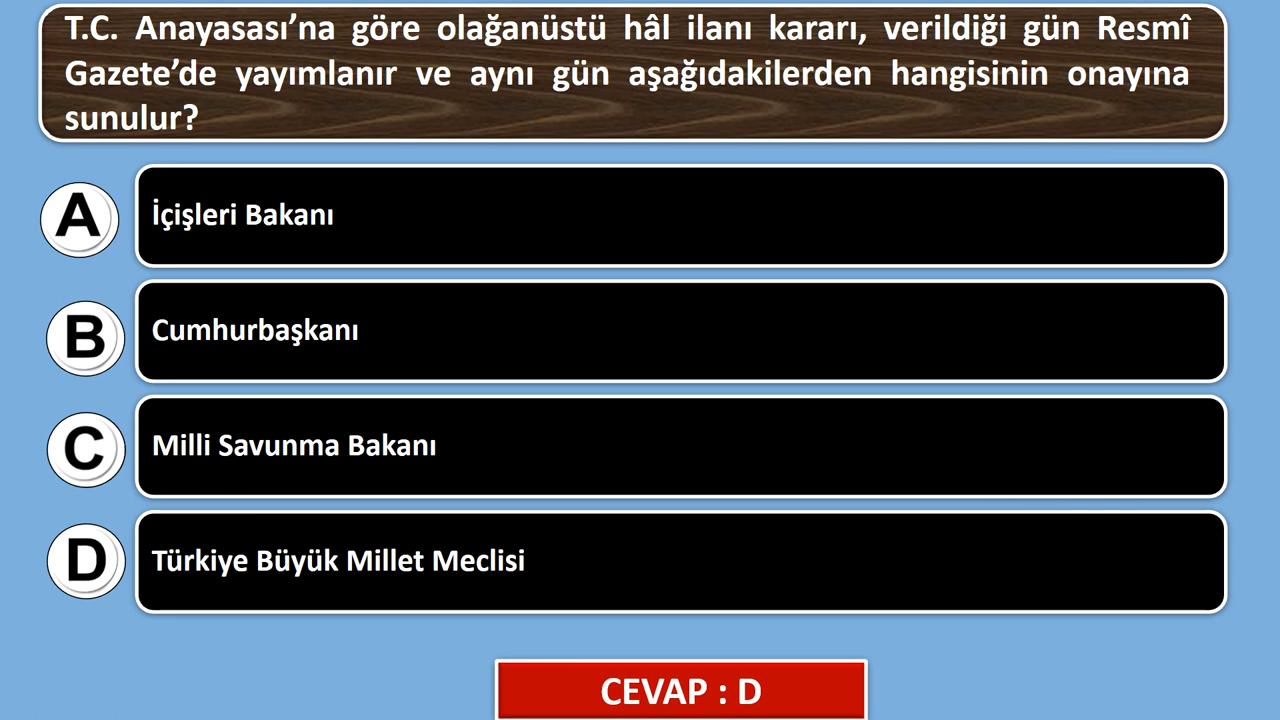 T.C. Anayasası’na göre olağanüstü hâl ilanı kararı, verildiği gün Resmî
Gazete’de yayımlanır ve aynı gün aşağıdakilerden hangisinin onayına
sunulur?
A
İçişleri Bakanı
B
Cumhurbaşkanı
C
Milli Savunma Bakanı
D
Türkiye Büyük Millet Meclisi
CEVAP : D